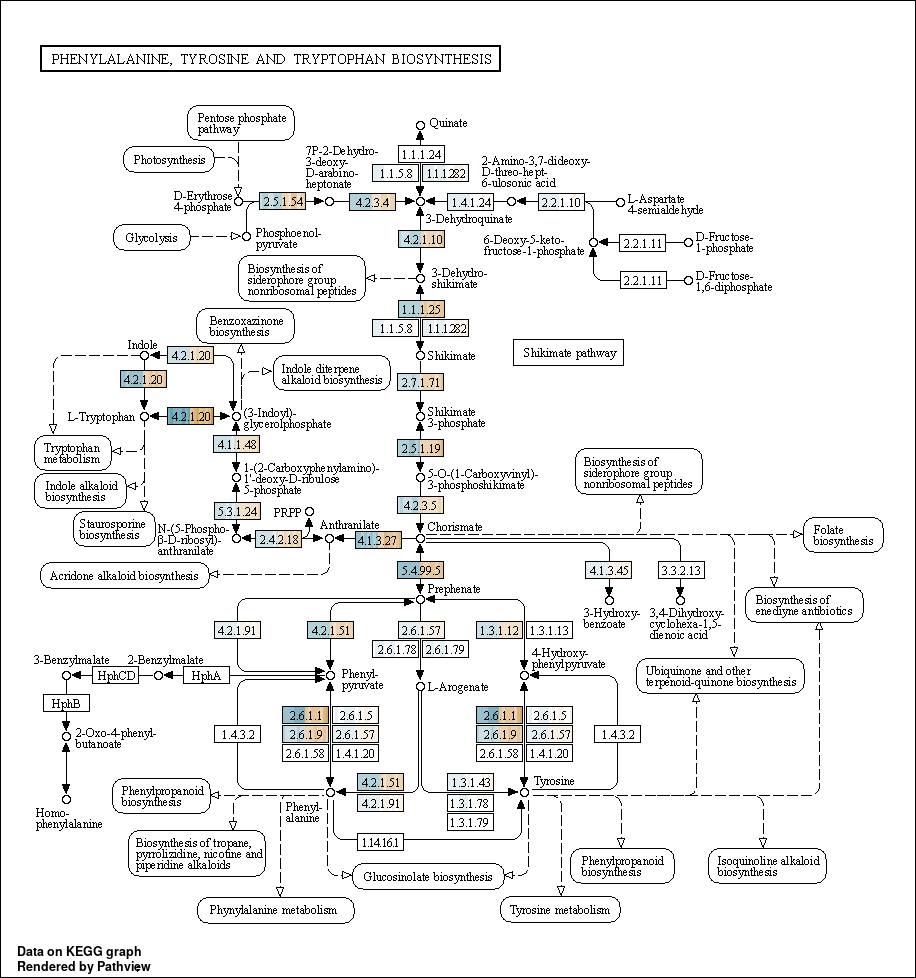 PHENYLALANINE, TYROSINE AND TRYPTOPHAN BIOSYNTHESIS
Pentose phosphate
pathway
Quinate
Photosynthesis
7P-2-Dehydro-
3-deoxy-
D-arabino-
heptonate
1.1.1.24
1.1.5.8
1.1.1.282
2-Amino-3,7-dideoxy-
D-threo-hept-
6-ulosonic acid
D-Erythrose
4-phosphate
2.5.1.54
4.2.3.4
1.4.1.24
2.2.1.10
L-Aspartate
4-semialdehyde
3-Dehydroquinate
Glycolysis
Phosphoenol-
pyruvate
4.2.1.10
6-Deoxy-5-keto-
fructose-1-phosphate
2.2.1.11
D-Fructose-
1-phosphate
Biosynthesis of
siderophore group
nonribosomal peptides
3-Dehydro-
shikimate
2.2.1.11
D-Fructose-
1,6-diphosphate
1.1.1.25
1.1.5.8
1.1.1.282
Benzoxazinone
biosynthesis
Indole
4.2.1.20
Shikimate
Shikimate pathway
4.2.1.20
Indole diterpene
alkaloid biosynthesis
2.7.1.71
L-Tryptophan
4.2.1.20
(3-Indoyl)-
glycerolphosphate
Shikimate
3-phosphate
Tryptophan
metabolism
4.1.1.48
2.5.1.19
Indole alkaloid
biosynthesis
1-(2-Carboxyphenylamino)-
1'-deoxy-D-ribulose
5-phosphate
5-O-(1-Carboxyvinyl)-
3-phosphoshikimate
Biosynthesis of
siderophore group
nonribosomal peptides
Staurosporine
biosynthesis
5.3.1.24
PRPP
4.2.3.5
N-(5-Phospho-
β-D-ribosyl)-
anthranilate
2.4.2.18
Anthranilate
4.1.3.27
Chorismate
Folate
biosynthesis
Acridone alkaloid biosynthesis
5.4.99.5
4.1.3.45
3.3.2.13
Prephenate
3-Hydroxy-
benzoate
3,4-Dihydroxy-
cyclohexa-1,5-
dienoic acid
Biosynthesis of
enediyne antibiotics
4.2.1.91
4.2.1.51
2.6.1.57
2.6.1.78
2.6.1.79
1.3.1.12
1.3.1.13
3-Benzylmalate
2-Benzylmalate
HphCD
HphA
Phenyl-
pyruvate
4-Hydroxy-
phenylpyruvate
Ubiquinone and other
terpenoid-quinone biosynthesis
HphB
L-Arogenate
2-Oxo-4-phenyl-
butanoate
1.4.3.2
2.6.1.1
2.6.1.5
2.6.1.9
2.6.1.57
2.6.1.58
1.4.1.20
2.6.1.1
2.6.1.5
2.6.1.9
2.6.1.57
2.6.1.58
1.4.1.20
1.4.3.2
Homo-
phenylalanine
Phenylpropanoid
biosynthesis
Phenyl-
alanine
4.2.1.51
4.2.1.91
1.3.1.43
1.3.1.78
1.3.1.79
Tyrosine
1.14.16.1
Biosynthesis of tropane,
pyrrolizidine, nicotine and
piperidine alkaloids
Glucosinolate biosynthesis
Phenylpropanoid
biosynthesis
Isoquinoline alkaloid
biosynthesis
Phynylalanine metabolism
Tyrosine metabolism
Data on KEGG graph
Rendered by Pathview